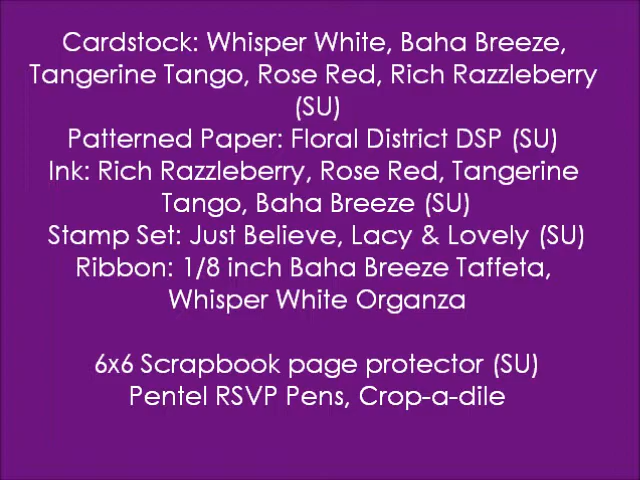 Cardstock: Whisper White, Baha Breeze,
Tangerine Tango, Rose Red, Rich Razzleberry
(SU)
Patterned Paper: Floral District DSP (SU)
Ink: Rich Razzleberry, Rose Red, Tangerine
Tango, Baha Breeze (SU)
Stamp Set: Just Believe, Lacy & Lovely (SU)
Ribbon: 1/8 inch Baha Breeze Taffeta,
Whisper White Organza
6x6 Scrapbook page protector (SU)
Pentel RSVP Pens, Crop-a-dile